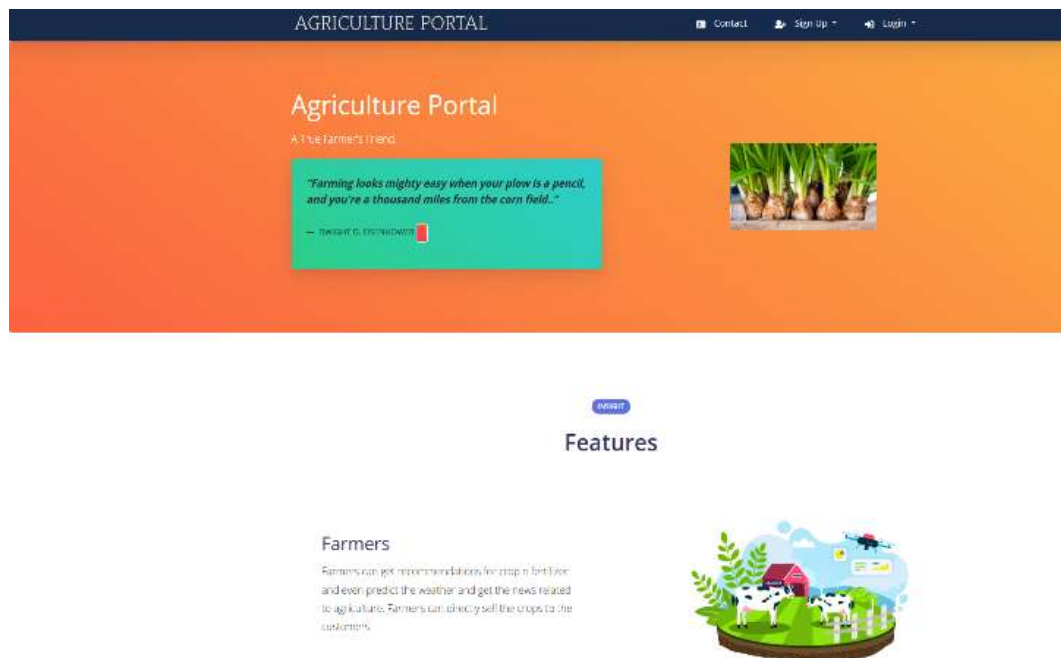 AGRICULTURE PORTAL
Contact
Sign Up
Login
Agriculture Portal
A True Farmer's Friend
"Farming looks mighty easy when your plow is a pencil,
and you're a thousand miles from the corn field.."
— DWIGHT D. EISENHOWER
INSIGHT
Features
Farmers
Farmers can get recommendations for crop n fertilizer
and even predict the weather and get the news related
to agriculture. Farmers can directly sell the crops to the
customers